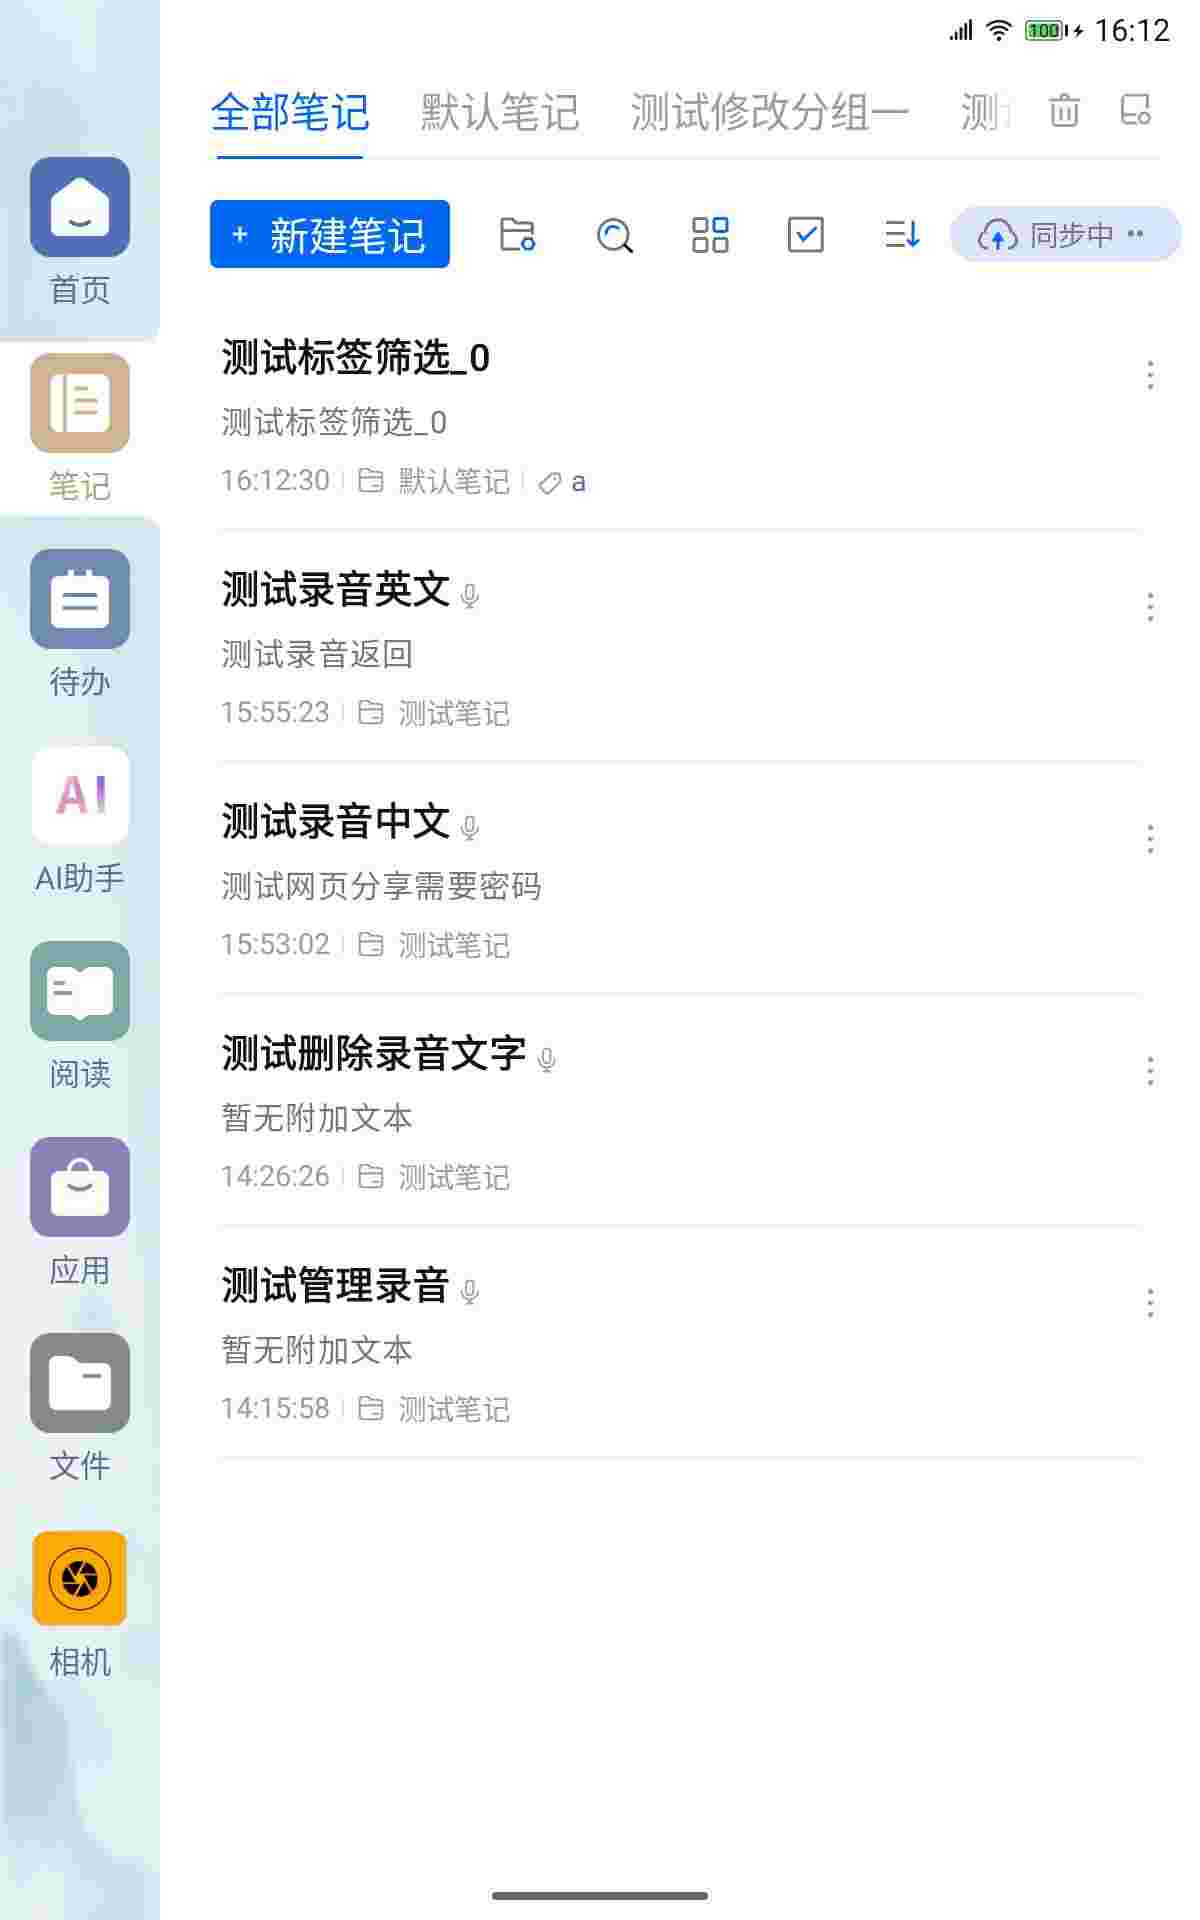 100 16:12
全部笔记 默认笔记 测试修改分组一 测
+ 新建笔记 同步中
首页
笔记
待办
AI
AI助手
阅读
应用
文件
相机
测试标签筛选_0
测试标签筛选_0
16:12:30 默认笔记 a
测试录音英文
测试录音返回
15:55:23 测试笔记
测试录音中文
测试网页分享需要密码
15:53:02 测试笔记
测试删除录音文字
暂无附加文本
14:26:26 测试笔记
测试管理录音
暂无附加文本
14:15:58 测试笔记